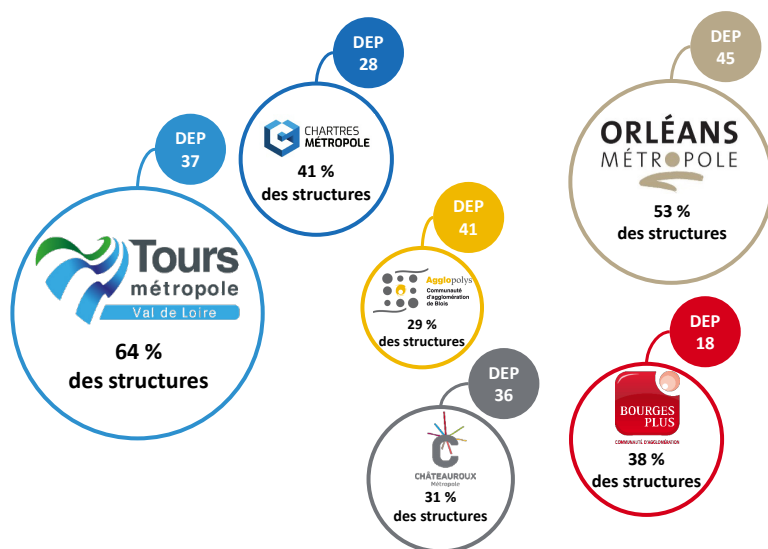 DEP
28
CHARTRES
MÉTROPOLE
41 %
des structures
DEP
45
ORLÉANS
MÉTROPOLE
53 %
des structures
DEP
37
Tours
métropole
Val de Loire
64 %
des structures
DEP
41
Agglopolys
Communauté
d'agglomération
de Blois
29 %
des structures
DEP
18
BOURGES
PLUS
COMMUNAUTÉ D'AGGLOMÉRATION
38 %
des structures
DEP
36
CHÂTEAUROUX
Métropole
31 %
des structures